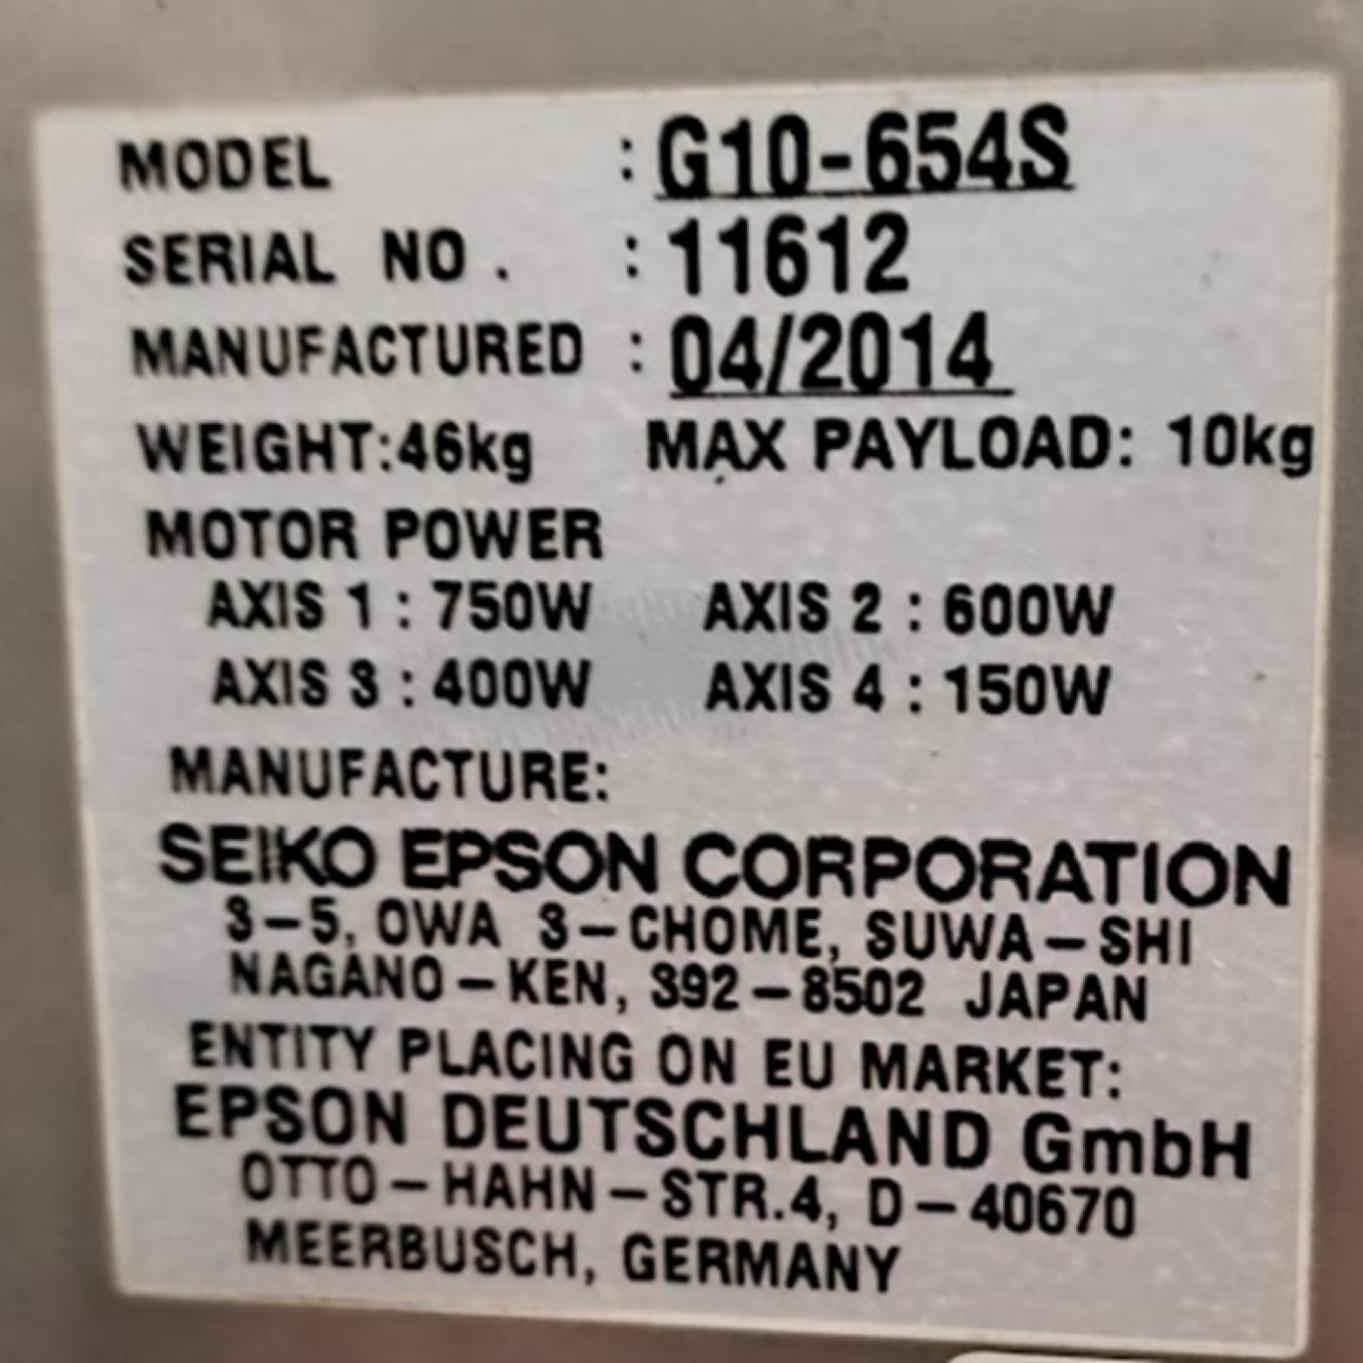 MODEL : G10-654S
SERIAL NO. : 11612
MANUFACTURED : 04/2014
WEIGHT:46kg MAX PAYLOAD: 10kg
MOTOR POWER
AXIS 1 : 750W AXIS 2 : 600W
AXIS 3 : 400W AXIS 4 : 150W
MANUFACTURE:
SEIKO EPSON CORPORATION
3-5, OWA 3-CHOME, SUWA-SHI
NAGANO-KEN, 392-8502 JAPAN
ENTITY PLACING ON EU MARKET:
EPSON DEUTSCHLAND GmbH
OTTO-HAHN-STR.4, D-40670
MEERBUSCH, GERMANY